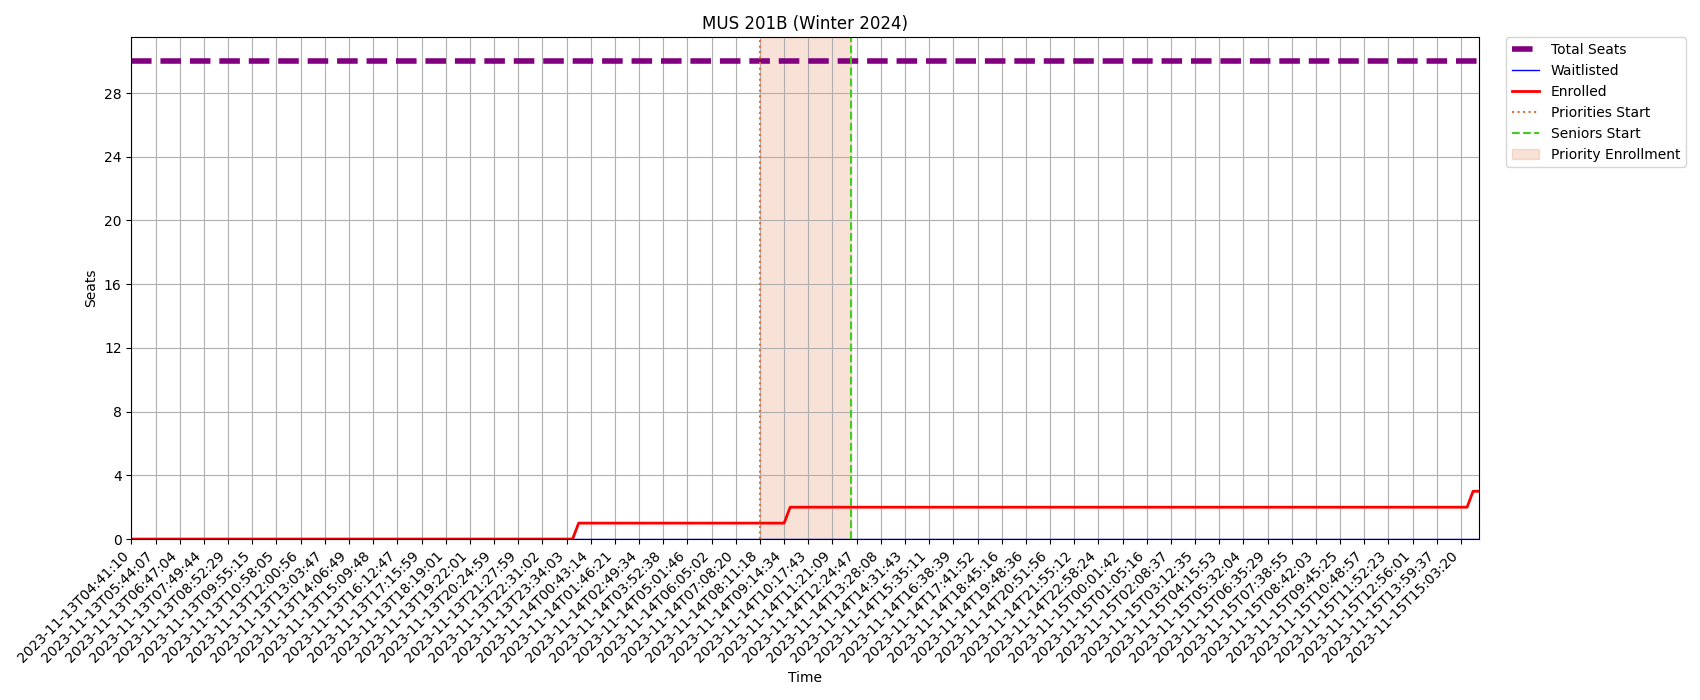 MUS 201B (Winter 2024)
Total Seats
Waitlisted
Enrolled
Priorities Start
Seniors Start
Priority Enrollment
Seats
28
24
20
16
12
8
4
0
2023-11-13T04:41:10
2023-11-13T05:44:07
2023-11-13T06:47:04
2023-11-13T07:49:44
2023-11-13T08:52:29
2023-11-13T09:55:15
2023-11-13T10:58:05
2023-11-13T12:00:56
2023-11-13T13:03:47
2023-11-13T14:06:49
2023-11-13T15:09:48
2023-11-13T16:12:47
2023-11-13T17:15:59
2023-11-13T18:19:01
2023-11-13T19:22:01
2023-11-13T20:24:59
2023-11-13T21:27:59
2023-11-13T22:31:02
2023-11-13T23:34:03
2023-11-14T00:43:14
2023-11-14T01:46:21
2023-11-14T02:49:34
2023-11-14T03:52:38
2023-11-14T05:01:46
2023-11-14T06:05:02
2023-11-14T07:08:20
2023-11-14T08:11:18
2023-11-14T09:14:34
2023-11-14T10:17:43
2023-11-14T11:21:09
2023-11-14T12:24:47
2023-11-14T13:28:08
2023-11-14T14:31:43
2023-11-14T15:35:11
2023-11-14T16:38:39
2023-11-14T17:41:52
2023-11-14T18:45:16
2023-11-14T19:48:36
2023-11-14T20:51:56
2023-11-14T21:55:12
2023-11-14T22:58:24
2023-11-15T00:01:42
2023-11-15T01:05:16
2023-11-15T02:08:37
2023-11-15T03:12:35
2023-11-15T04:15:53
2023-11-15T05:32:04
2023-11-15T06:35:29
2023-11-15T07:38:55
2023-11-15T08:42:03
2023-11-15T09:45:25
2023-11-15T10:48:57
2023-11-15T11:52:23
2023-11-15T12:56:01
2023-11-15T13:59:37
2023-11-15T15:03:20
Time